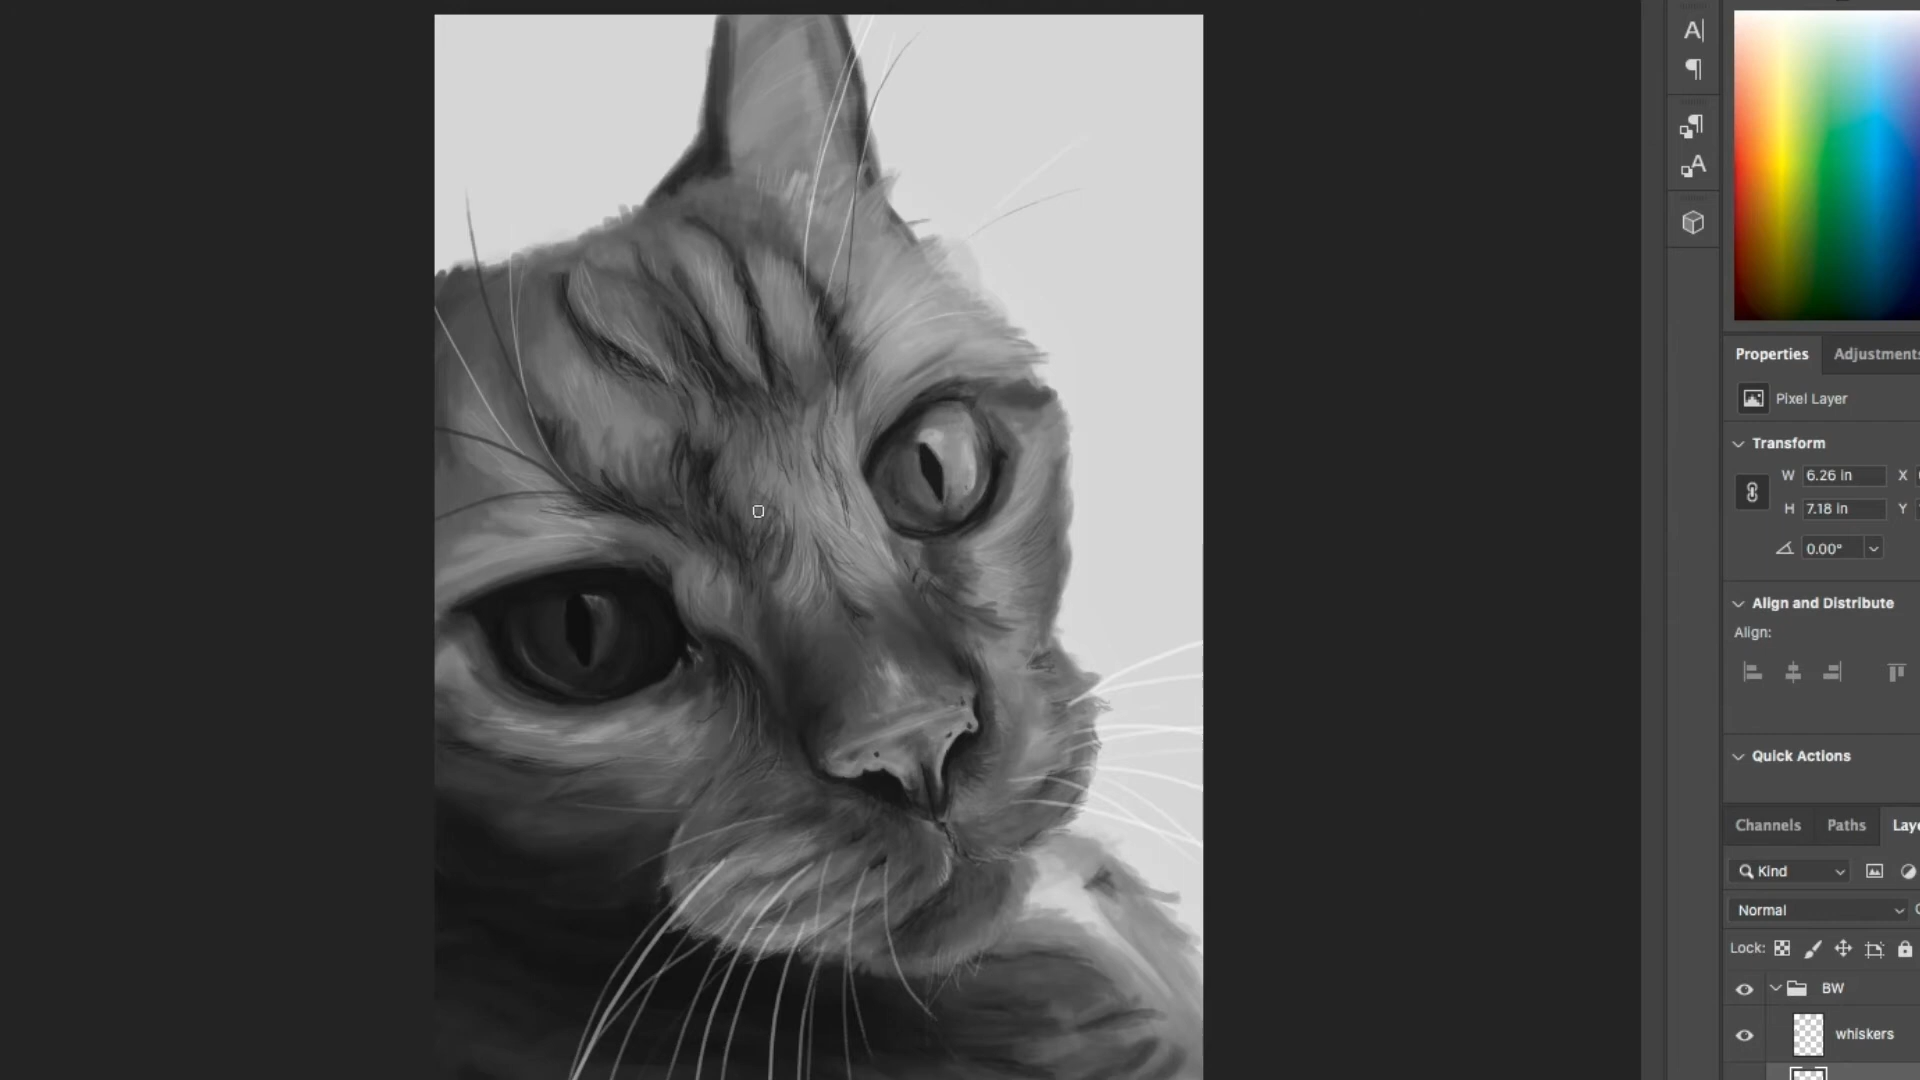 Properties Adjustments
Pixel Layer
Transform
W 6.26 in X
H 7.18 in Y
0.00°
Align and Distribute
Align:
Quick Actions
Channels Paths Laye
Kind
Normal
Lock:
BW
whiskers